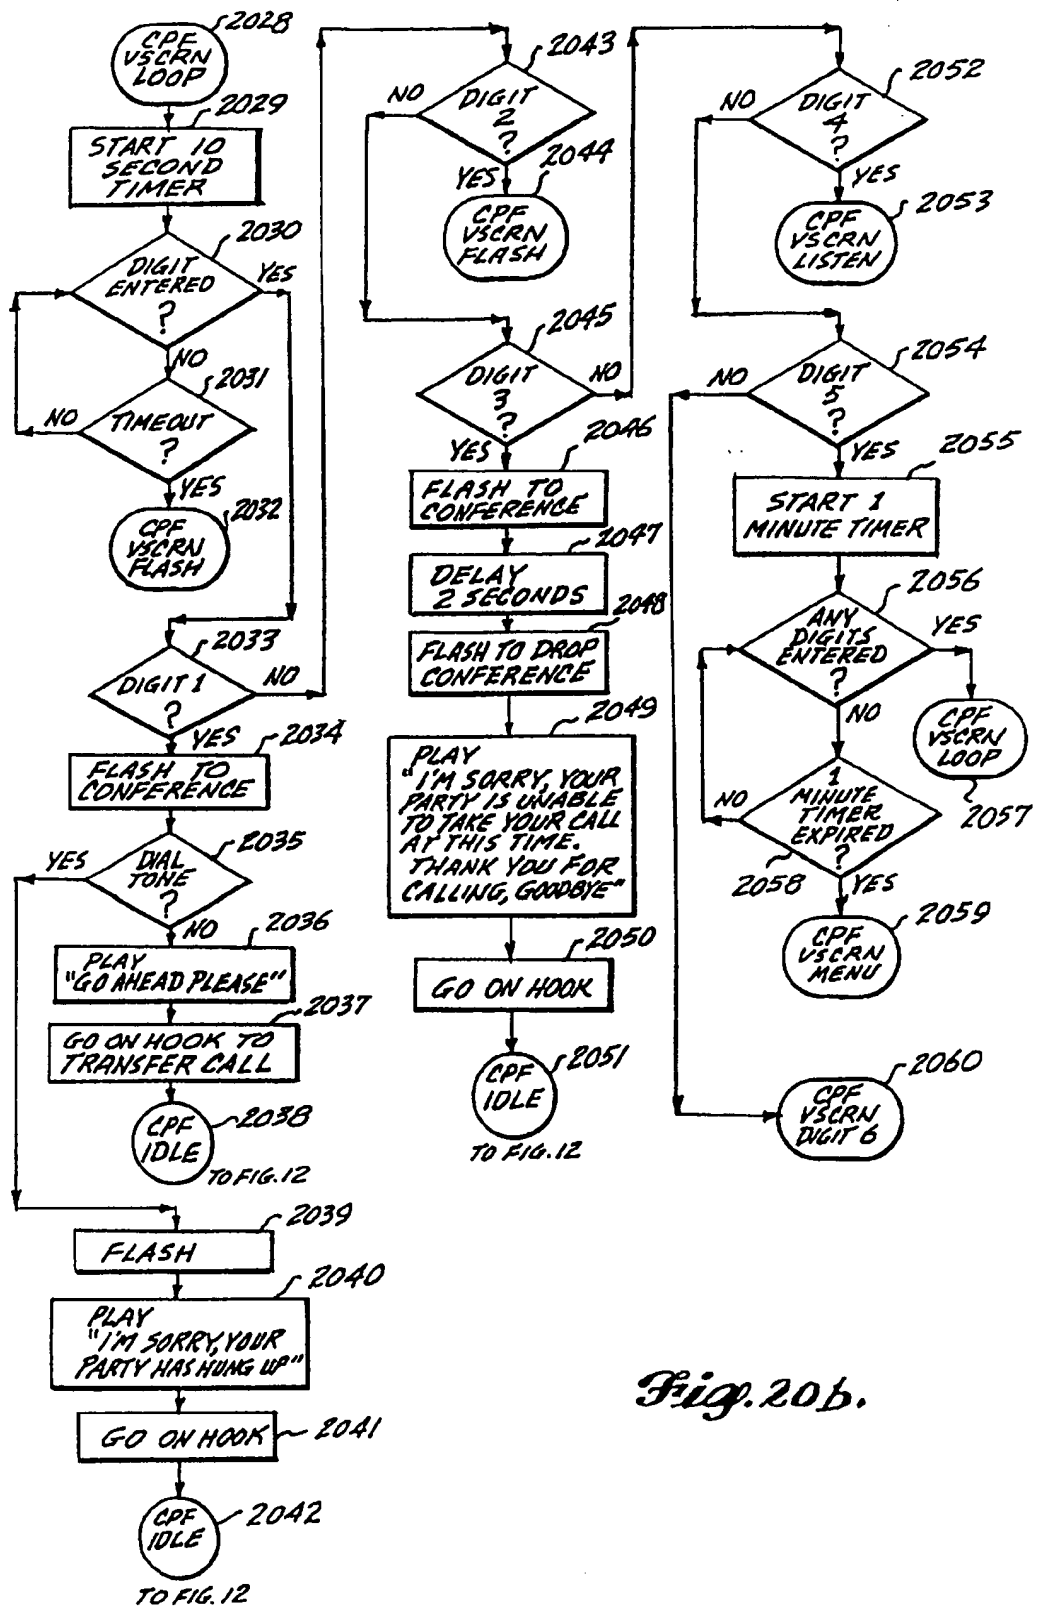 2028
CPF
VSCRN
LOOP
2029
START 10
SECOND
TIMER
2030
DIGIT
ENTERED
?
YES
NO
2031
TIMEOUT
?
NO
YES
2032
CPF
VSCRN
FLASH
2033
DIGIT 1
?
NO
YES
2034
FLASH TO
CONFERENCE
2035
DIAL
TONE
?
YES
NO
2036
PLAY
"GO AHEAD PLEASE"
2037
GO ON HOOK TO
TRANSFER CALL
2038
CPF
IDLE
TO FIG.12
2039
FLASH
2040
PLAY
"I'M SORRY, YOUR
PARTY HAS HUNG UP"
2041
GO ON HOOK
2042
CPF
IDLE
TO FIG. 12
2043
DIGIT
2
?
NO
YES
2044
CPF
VSCRN
FLASH
2045
DIGIT
3
?
NO
YES
2046
FLASH TO
CONFERENCE
2047
DELAY
2 SECONDS
2048
FLASH TO DROP
CONFERENCE
2049
PLAY
"I'M SORRY, YOUR
PARTY IS UNABLE
TO TAKE YOUR CALL
AT THIS TIME.
THANK YOU FOR
CALLING, GOODBYE"
2050
GO ON HOOK
2051
CPF
IDLE
TO FIG.12
2052
DIGIT
4
?
NO
YES
2053
CPF
VSCRN
LISTEN
2054
DIGIT
5
?
NO
YES
2055
START 1
MINUTE TIMER
2056
ANY
DIGITS
ENTERED
?
YES
NO
CPF
VSCRN
LOOP
2057
1
MINUTE
TIMER
EXPIRED
?
NO
2058
YES
2059
CPF
VSCRN
MENU
2060
CPF
VSCRN
DIGIT 6
Fig. 20b.